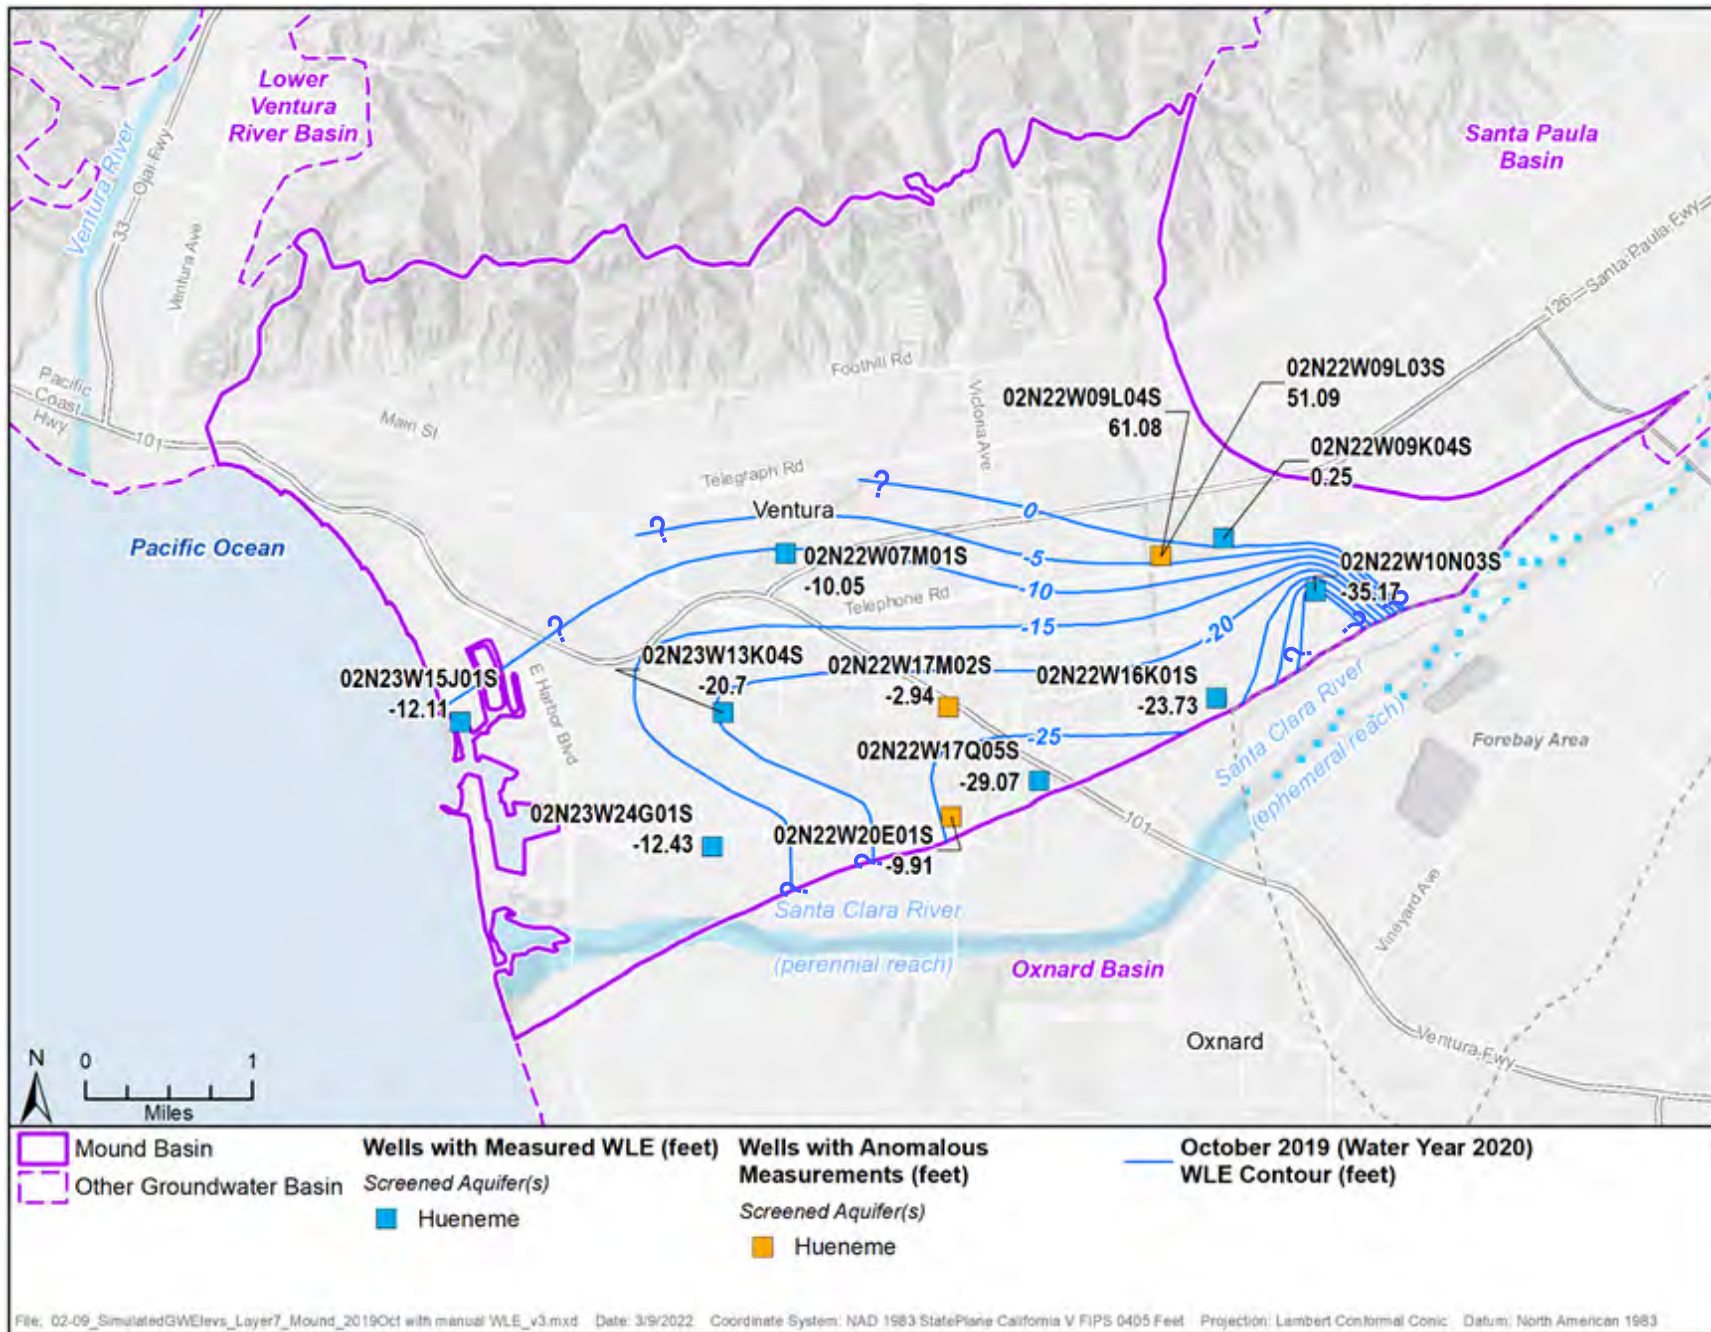 Lower
Ventura
River Basin
Santa Paula
Basin
Ventura River
33
Ojai Fwy
Ventura Ave
126
Santa Paula Fwy
Pacific
Coast
Hwy
101
Main St
Foothill Rd
Victoria Ave
02N22W09L04S
61.08
02N22W09L03S
51.09
02N22W09K04S
0.25
Telegraph Rd
Ventura
?
?
0
Pacific Ocean
02N22W07M01S
-10.05
-5
02N22W10N03S
-35.17
-10
Telephone Rd
?
-15
-20
?
?
?
02N23W15J01S
-12.11
02N23W13K04S
-20.7
02N22W17M02S
-2.94
02N22W16K01S
-23.73
E Harbor Blvd
-25
02N22W17Q05S
-29.07
Santa Clara River
(ephemeral reach)
Forebay Area
02N23W24G01S
-12.43
02N22W20E01S
-9.91
101
?
?
Santa Clara River
(perennial reach)
Vineyard Ave
Oxnard Basin
Oxnard
Ventura Fwy
N
0
1
Miles
Mound Basin
Other Groundwater Basin
Wells with Measured WLE (feet)
Screened Aquifer(s)
Hueneme
Wells with Anomalous
Measurements (feet)
Screened Aquifer(s)
Hueneme
October 2019 (Water Year 2020)
WLE Contour (feet)
File: 02-09_SimulatedGWElevs_Layer7_Mound_2019Oct with manual WLE_v3.mxd Date: 3/9/2022 Coordinate System: NAD 1983 StatePlane California V FIPS 0405 Feet Projection: Lambert Conformal Conic Datum: North American 1983